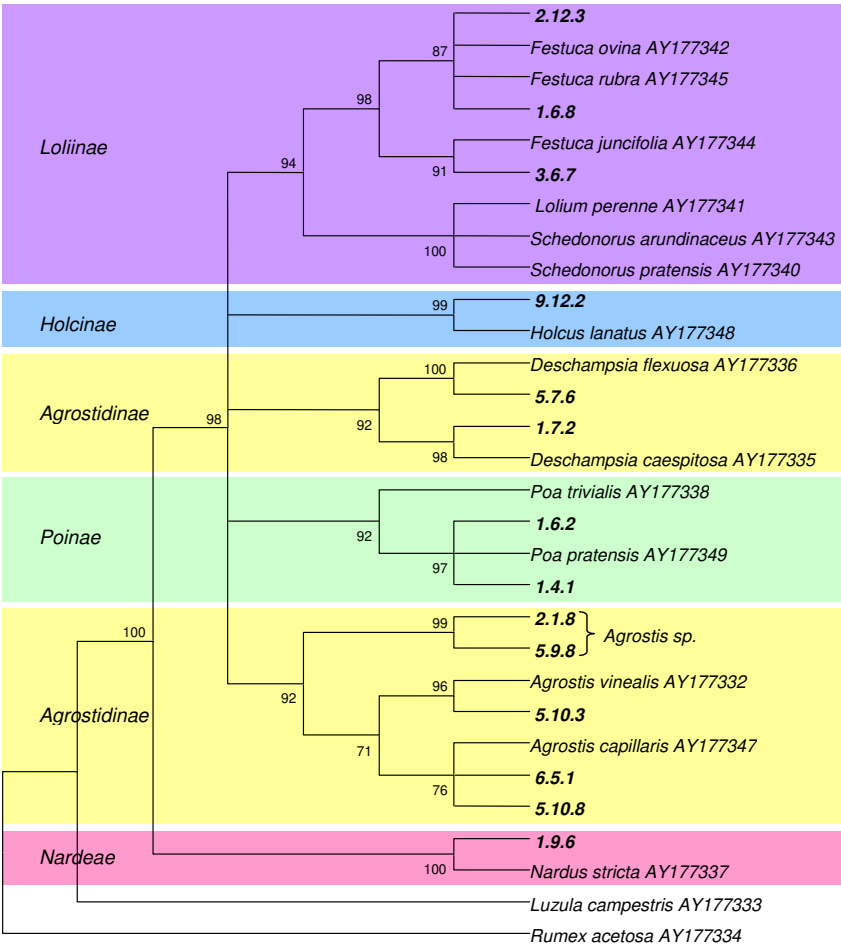 2.12.3
87
Festuca ovina AY177342
Festuca rubra AY177345
98
1.6.8
Loliinae
Festuca juncifolia AY177344
94
91
3.6.7
Lolium perenne AY177341
Schedonorus arundinaceus AY177343
100
Schedonorus pratensis AY177340
99
9.12.2
Holcinae
Holcus lanatus AY177348
Deschampsia flexuosa AY177336
100
5.7.6
Agrostidinae
98
92
1.7.2
98
Deschampsia caespitosa AY177335
Poa trivialis AY177338
1.6.2
Poinae
92
Poa pratensis AY177349
97
1.4.1
2.1.8
99
100
Agrostis sp.
5.9.8
Agrostis vinealis AY177332
96
92
5.10.3
Agrostidinae
Agrostis capillaris AY177347
71
6.5.1
76
5.10.8
1.9.6
Nardeae
100
Nardus stricta AY177337
Luzula campestris AY177333
Rumex acetosa AY177334